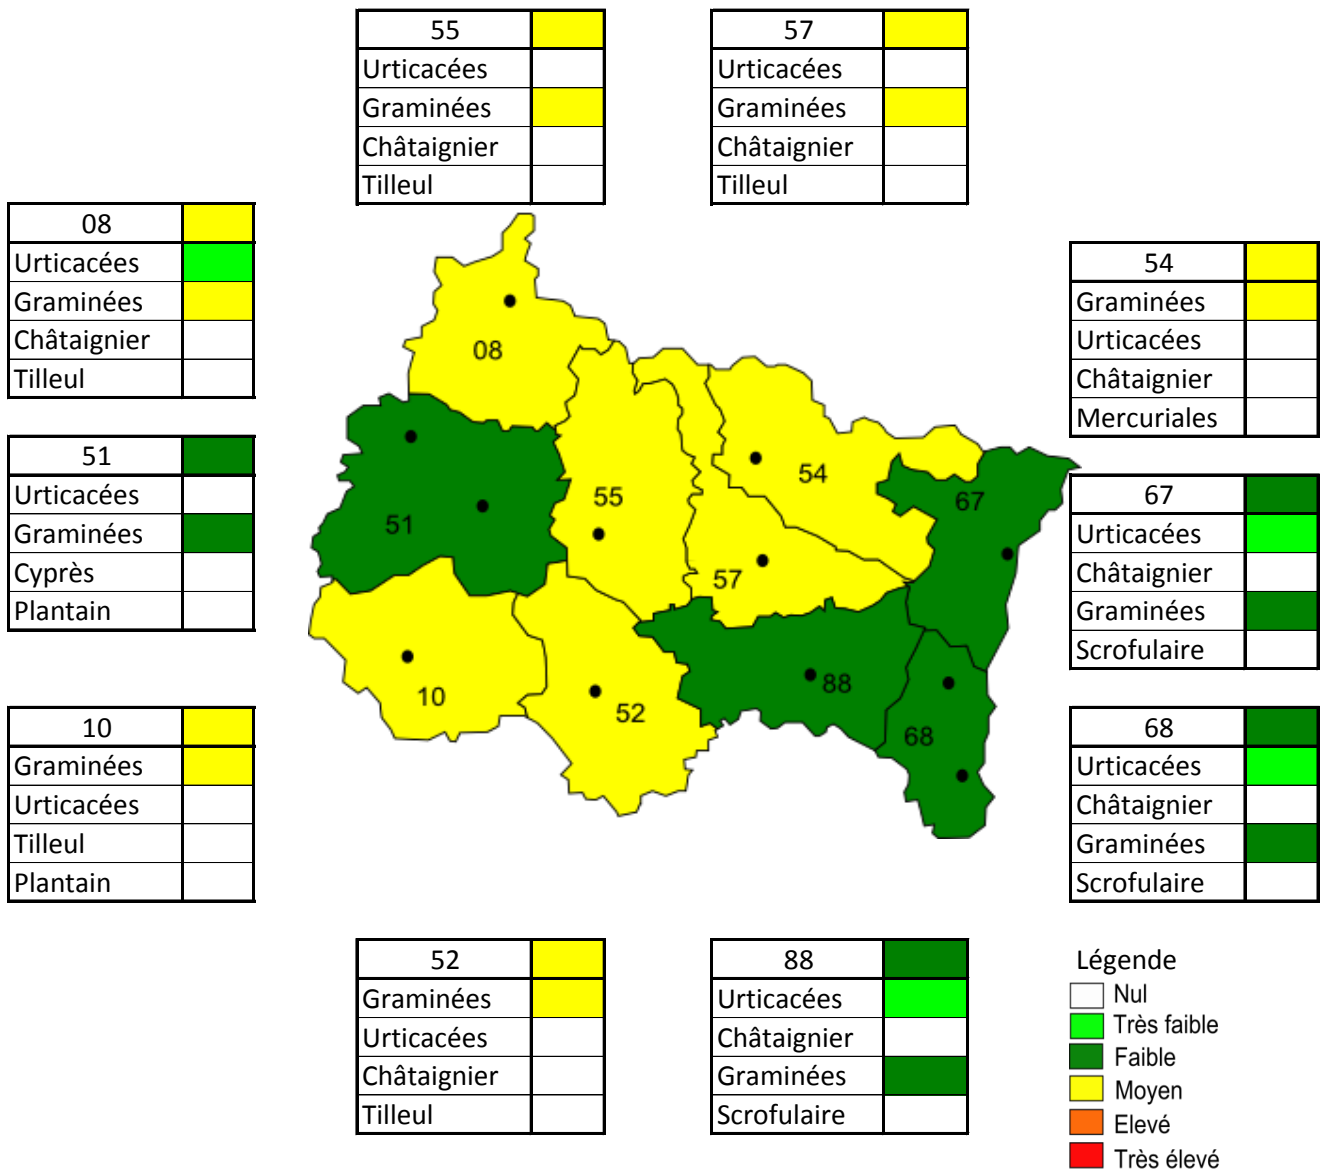 55
Urticacées
Graminées
Châtaignier
Tilleul
57
Urticacées
Graminées
Châtaignier
Tilleul
08
Urticacées
Graminées
Châtaignier
Tilleul
54
Graminées
Urticacées
Châtaignier
Mercuriales
51
Urticacées
Graminées
Cyprès
Plantain
67
Urticacées
Châtaignier
Graminées
Scrofulaire
10
Graminées
Urticacées
Tilleul
Plantain
68
Urticacées
Châtaignier
Graminées
Scrofulaire
08
54
55
67
51
57
88
10
52
68
52
Graminées
Urticacées
Châtaignier
Tilleul
88
Urticacées
Châtaignier
Graminées
Scrofulaire
Légende
Nul
Très faible
Faible
Moyen
Elevé
Très élevé